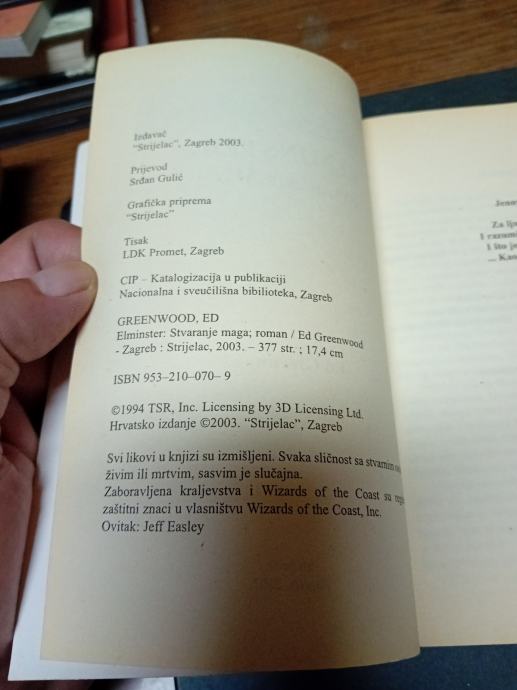 Izdavač
"Strijelac", Zagreb 2003.
Prijevod
Srđan Gulić
Grafička priprema
"Strijelac"
Tisak
LDK Promet, Zagreb
CIP – Katalogizacija u publikaciji
Nacionalna i sveučilišna bibilioteka, Zagreb
GREENWOOD, ED
Elminster: Stvaranje maga; roman / Ed Greenwood
- Zagreb : Strijelac, 2003. – 377 str. ; 17,4 cm
ISBN 953–210–070– 9
©1994 TSR, Inc. Licensing by 3D Licensing Ltd.
Hrvatsko izdanje ©2003. "Strijelac", Zagreb
Svi likovi u knjizi su izmišljeni. Svaka sličnost sa stvarnim
živim ili mrtvim, sasvim je slučajna.
Zaboravljena kraljevstva i Wizards of the Coast su
zaštitni znaci u vlasništvu Wizards of the Coast, Inc.
Ovitak: Jeff Easley
Za
I
I što